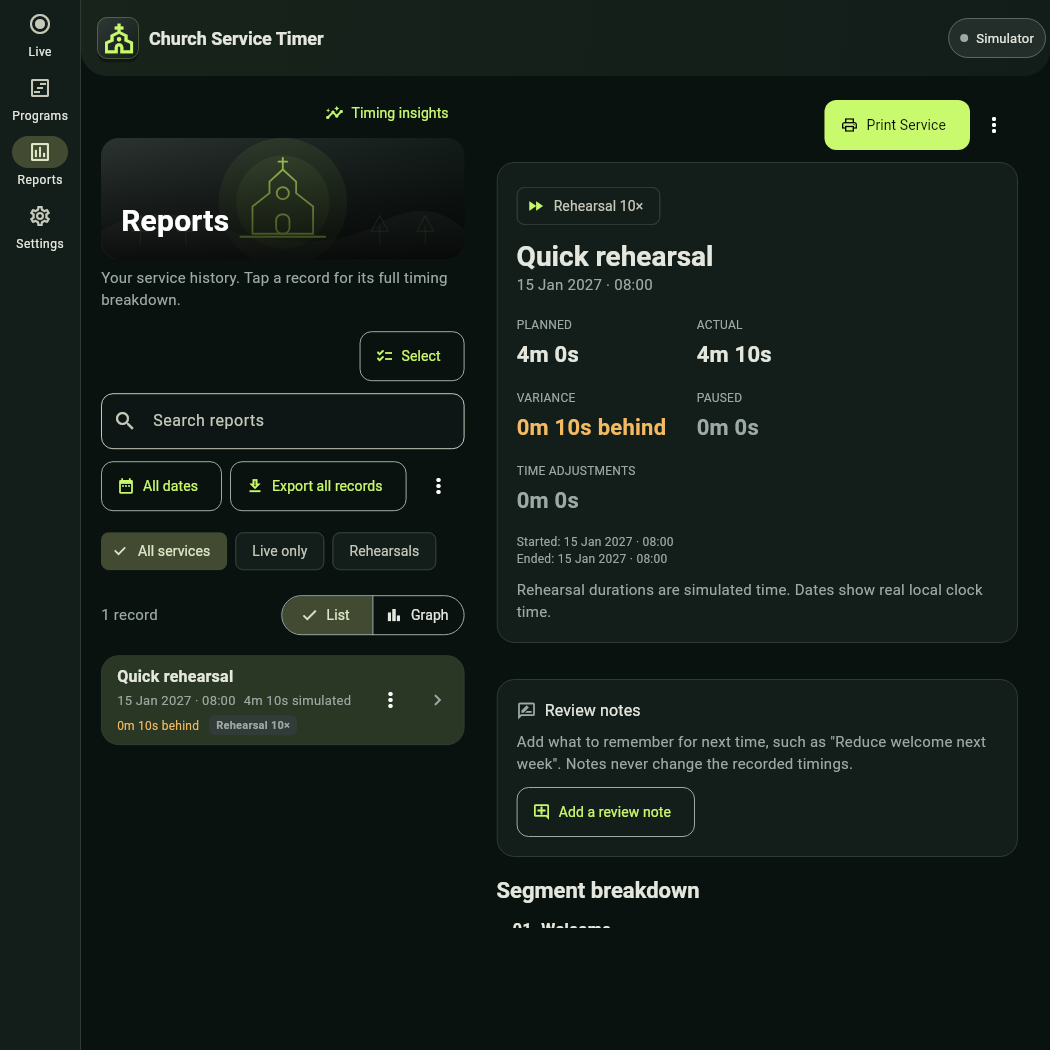 Live
Programs
Reports
Settings
Church Service Timer
Simulator
Timing insights
Reports
Your service history. Tap a record for its full timing
breakdown.
Select
Search reports
All dates
Export all records
All services
Live only
Rehearsals
1 record
List
Graph
Quick rehearsal
15 Jan 2027 · 08:00 4m 10s simulated
0m 10s behind
Rehearsal 10×
Print Service
Rehearsal 10×
Quick rehearsal
15 Jan 2027 · 08:00
PLANNED
4m 0s
ACTUAL
4m 10s
VARIANCE
0m 10s behind
PAUSED
0m 0s
TIME ADJUSTMENTS
0m 0s
Started: 15 Jan 2027 · 08:00
Ended: 15 Jan 2027 · 08:00
Rehearsal durations are simulated time. Dates show real local clock
time.
Review notes
Add what to remember for next time, such as "Reduce welcome next
week". Notes never change the recorded timings.
Add a review note
Segment breakdown
01 Welcome